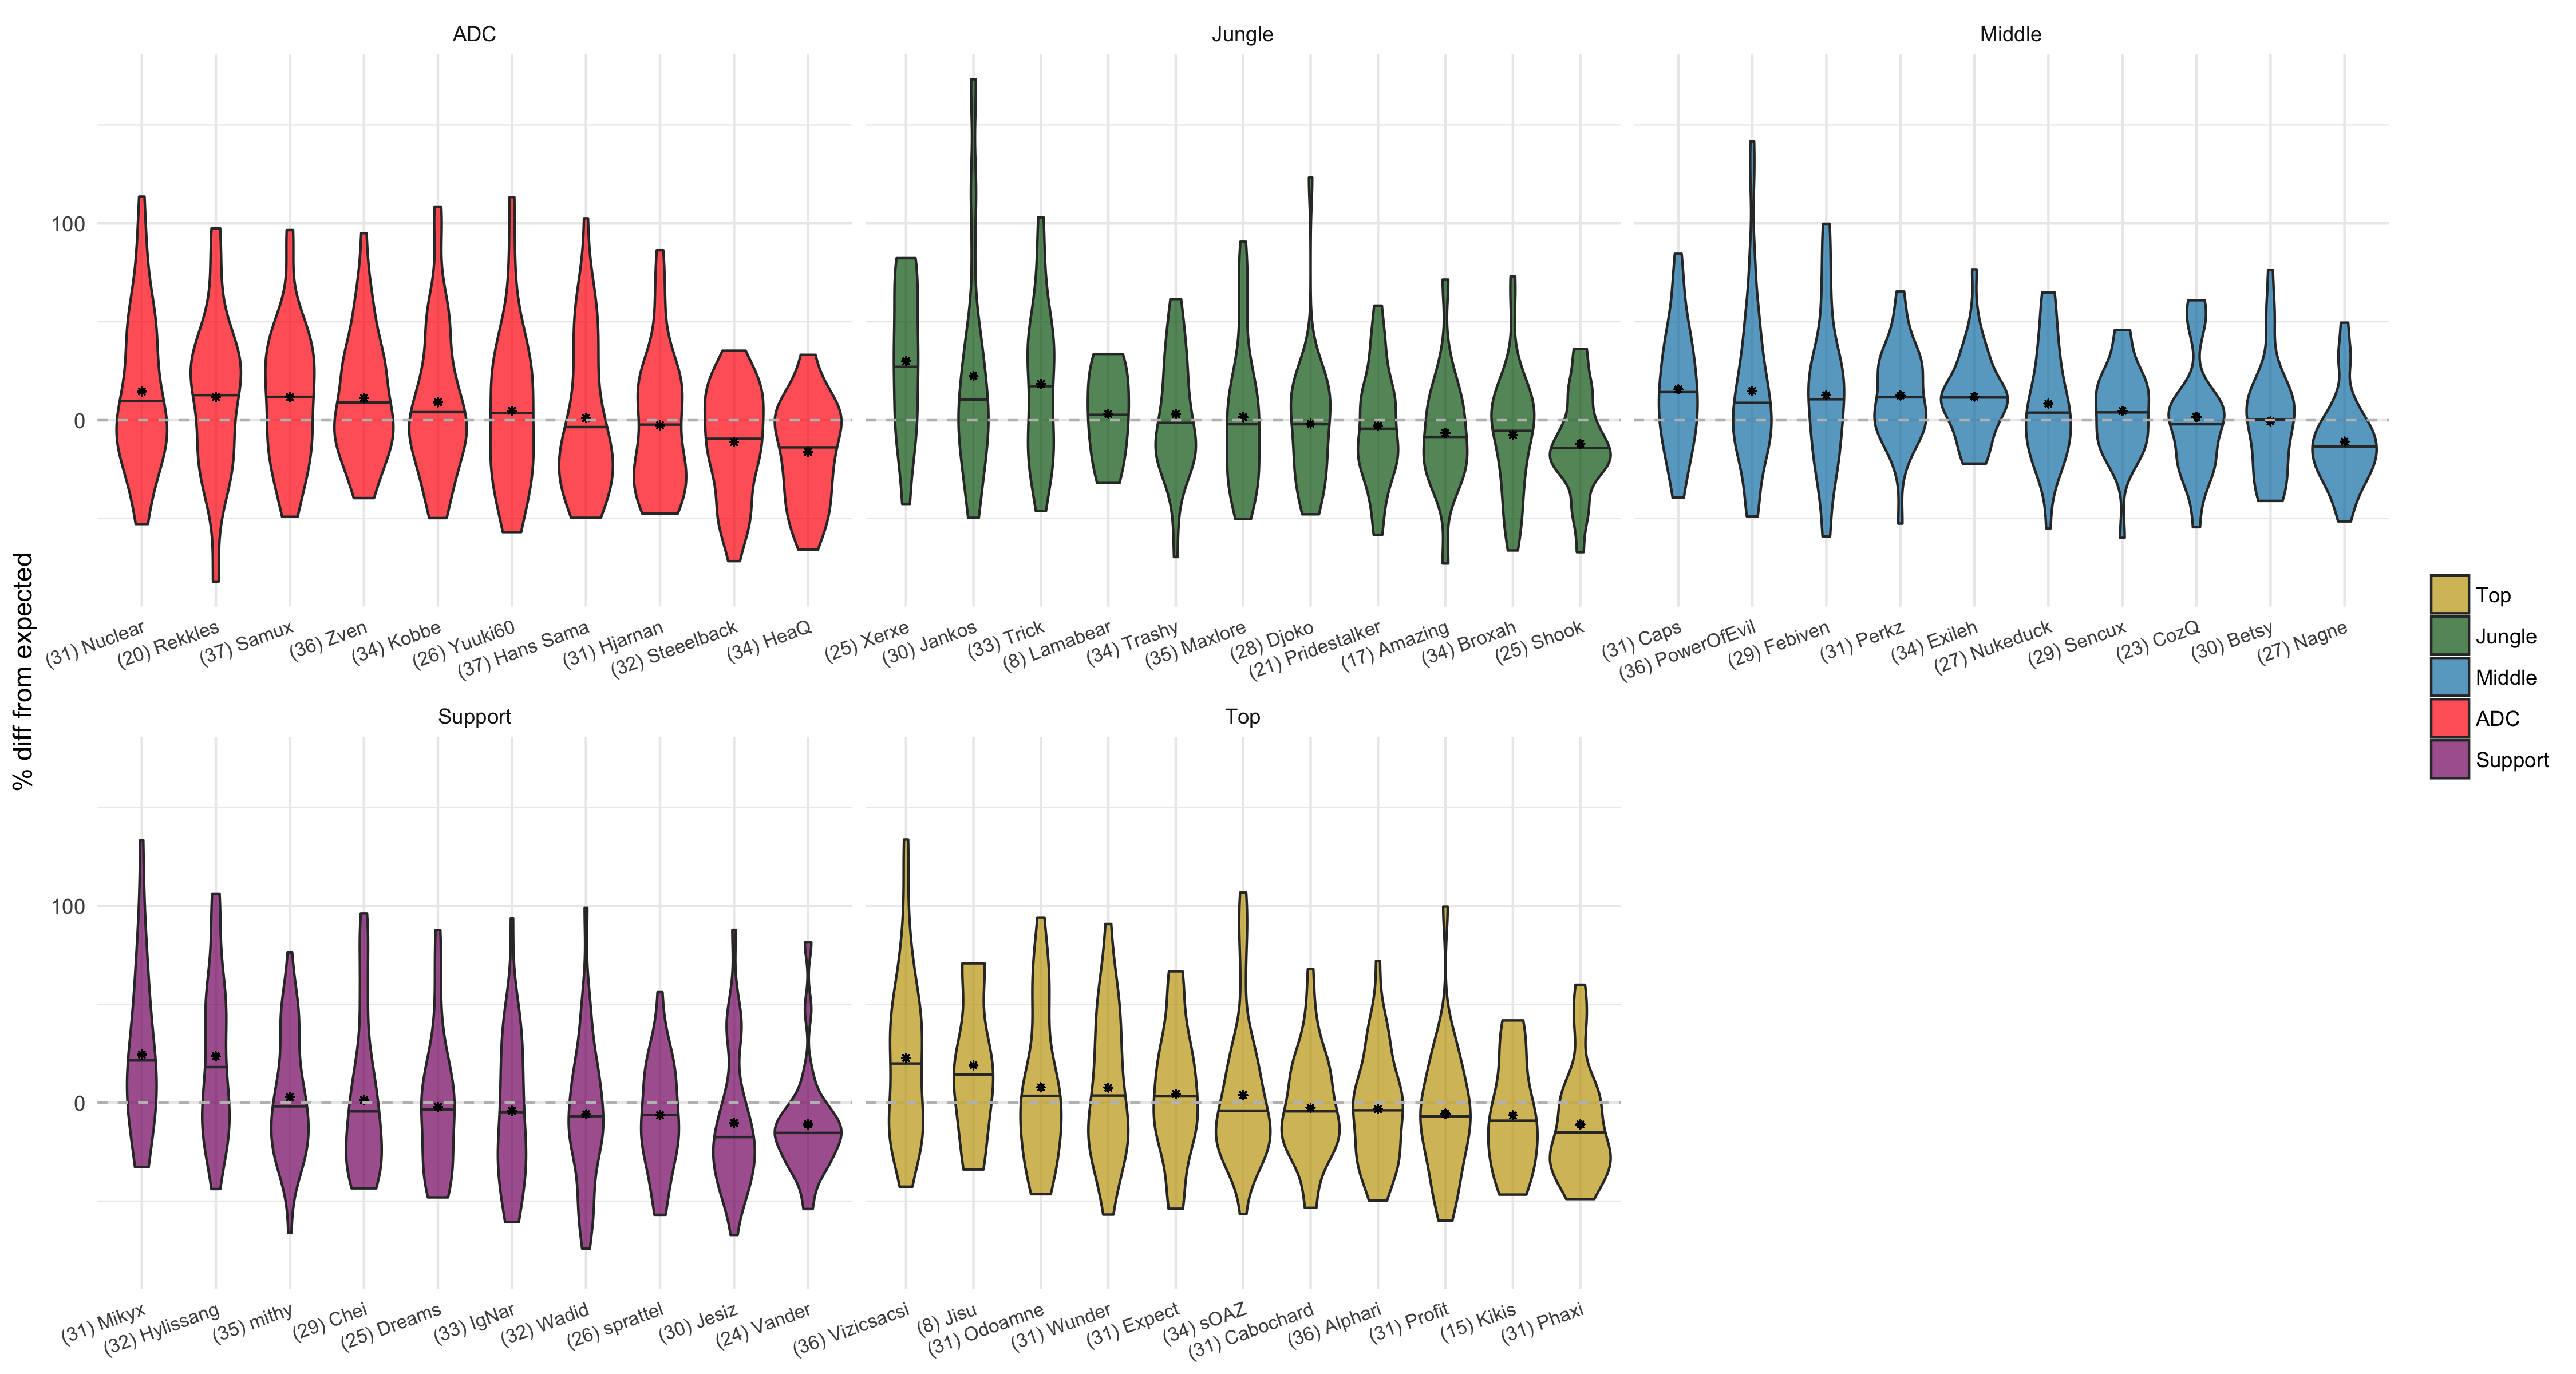 ADC
Jungle
Middle
100
0
(31) Nuclear
(20) Rekkles
(37) Samux
(36) Zven
(34) Kobbe
(26) Yuuki60
(37) Hans Sama
(31) Hjarnan
(32) Steeelback
(34) HeaQ
(25) Xerxe
(30) Jankos
(33) Trick
(8) Lamabear
(34) Trashy
(35) Maxlore
(28) Djoko
(21) Pridestalker
(17) Amazing
(34) Broxah
(25) Shook
(31) Caps
(36) PowerOfEvil
(29) Febiven
(31) Perkz
(34) Exileh
(27) Nukeduck
(29) Sencux
(23) CozQ
(30) Betsy
(27) Nagne
% diff from expected
Support
Top
100
0
(31) Mikyx
(32) Hylissang
(35) mithy
(29) Chei
(25) Dreams
(33) IgNar
(32) Wadid
(26) sprattel
(30) Jesiz
(24) Vander
(36) Vizicsacsi
(8) Jisu
(31) Odoamne
(31) Wunder
(31) Expect
(34) sOAZ
(31) Cabochard
(36) Alphari
(31) Profit
(15) Kikis
(31) Phaxi
Top
Jungle
Middle
ADC
Support